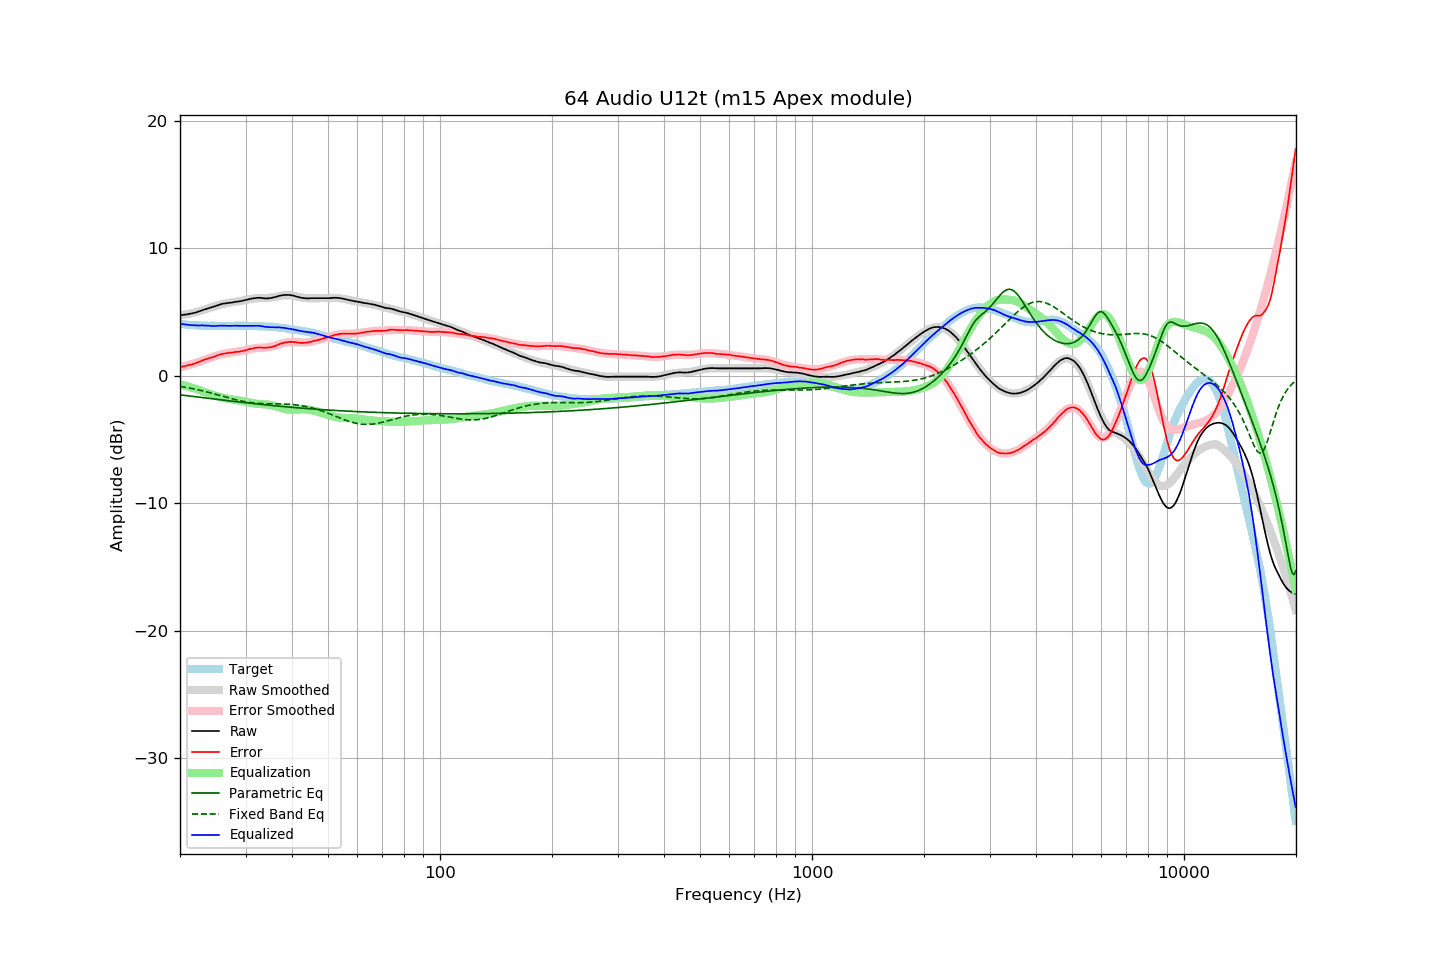 64 Audio U12t (m15 Apex module)
20
10
0
−10
−20
−30
Amplitude (dBr)
Target
Raw Smoothed
Error Smoothed
Raw
Error
Equalization
Parametric Eq
Fixed Band Eq
Equalized
100
1000
10000
Frequency (Hz)